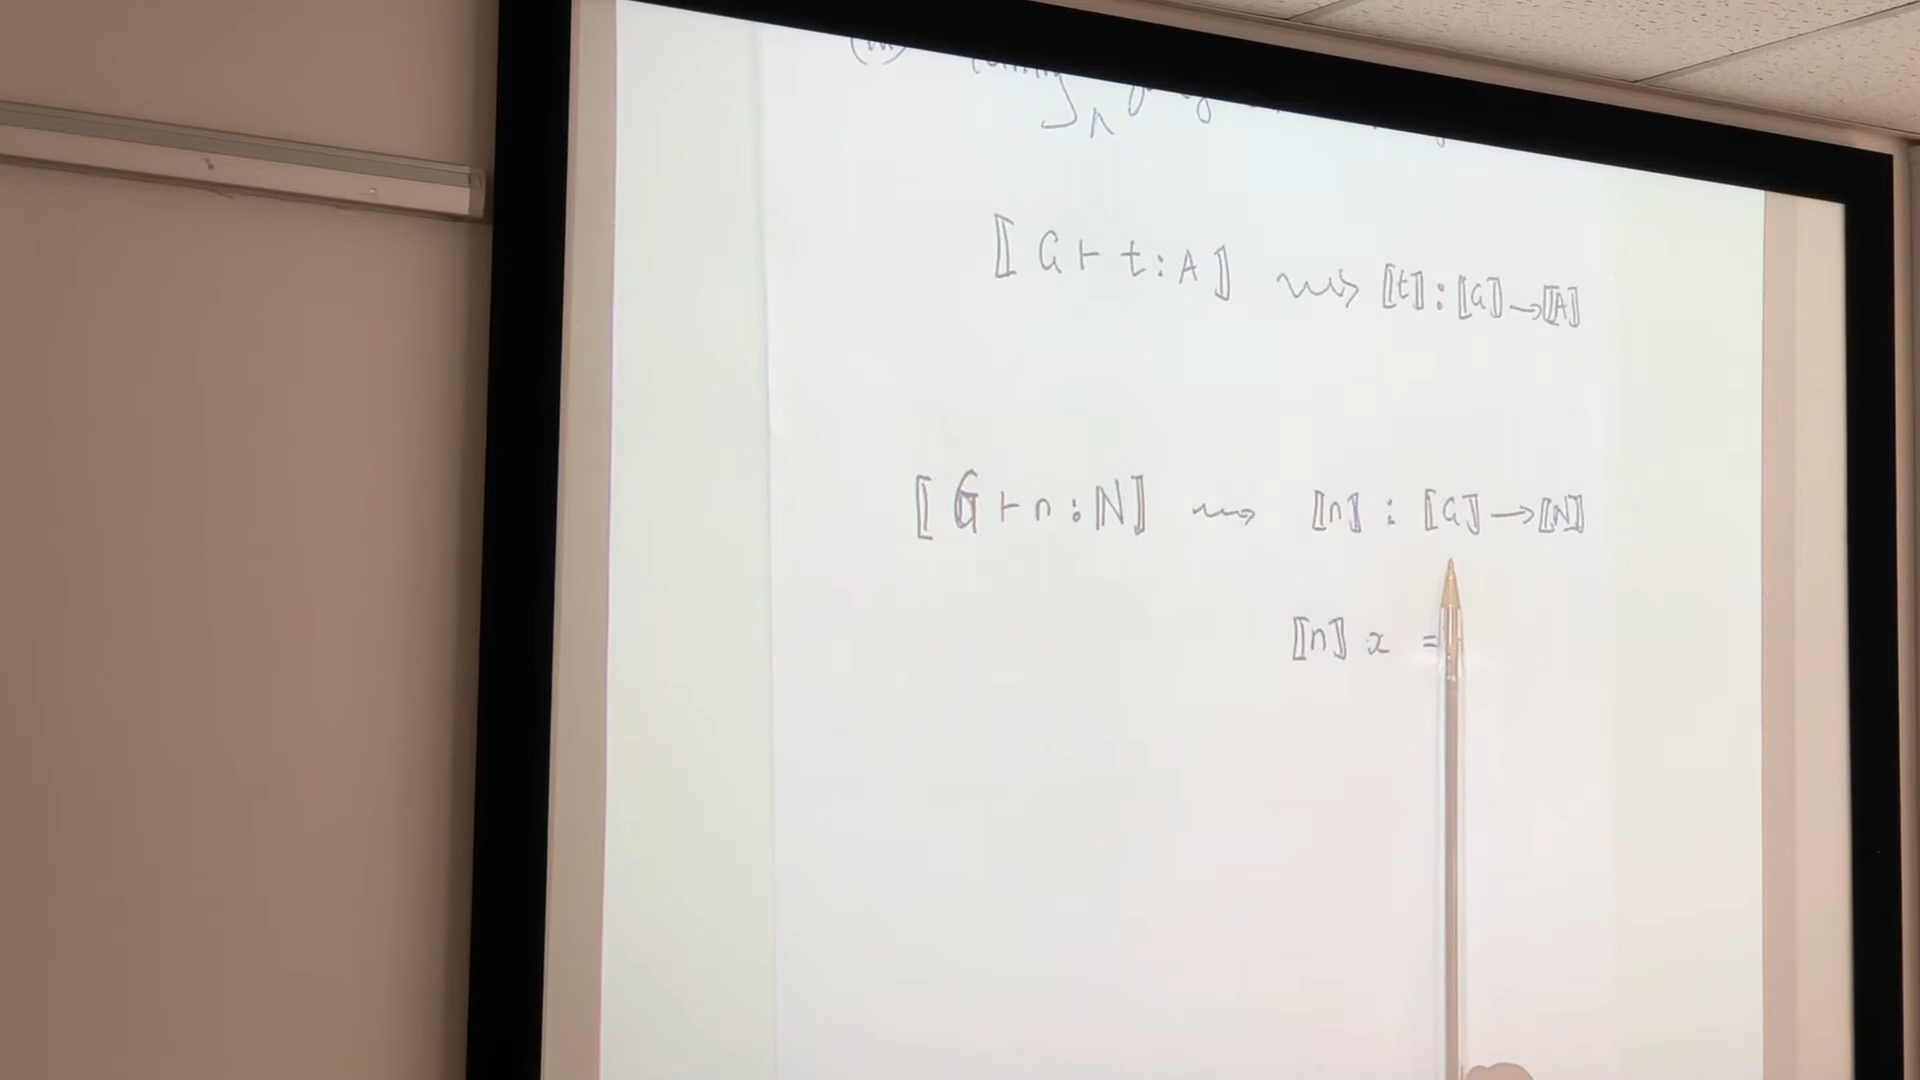 ⟦ G ⊢ t : A ⟧ ⇝ ⟦t⟧ : ⟦G⟧ → ⟦A⟧
⟦ G ⊢ n : ℕ ⟧ ⇝ ⟦n⟧ : ⟦G⟧ → ⟦ℕ⟧
⟦n⟧ x =